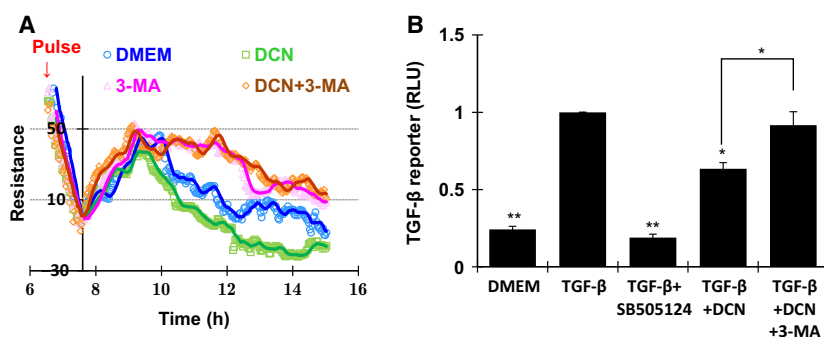 A
Pulse
↓
DMEM
DCN
3-MA
DCN+3-MA
Resistance
50
10
-30
6
8
10
12
14
16
Time (h)
B
TGF-β reporter (RLU)
1.5
1
0.5
0
**
**
*
*
DMEM
TGF-β
TGF-β+
SB505124
TGF-β
+DCN
TGF-β
+DCN
+3-MA